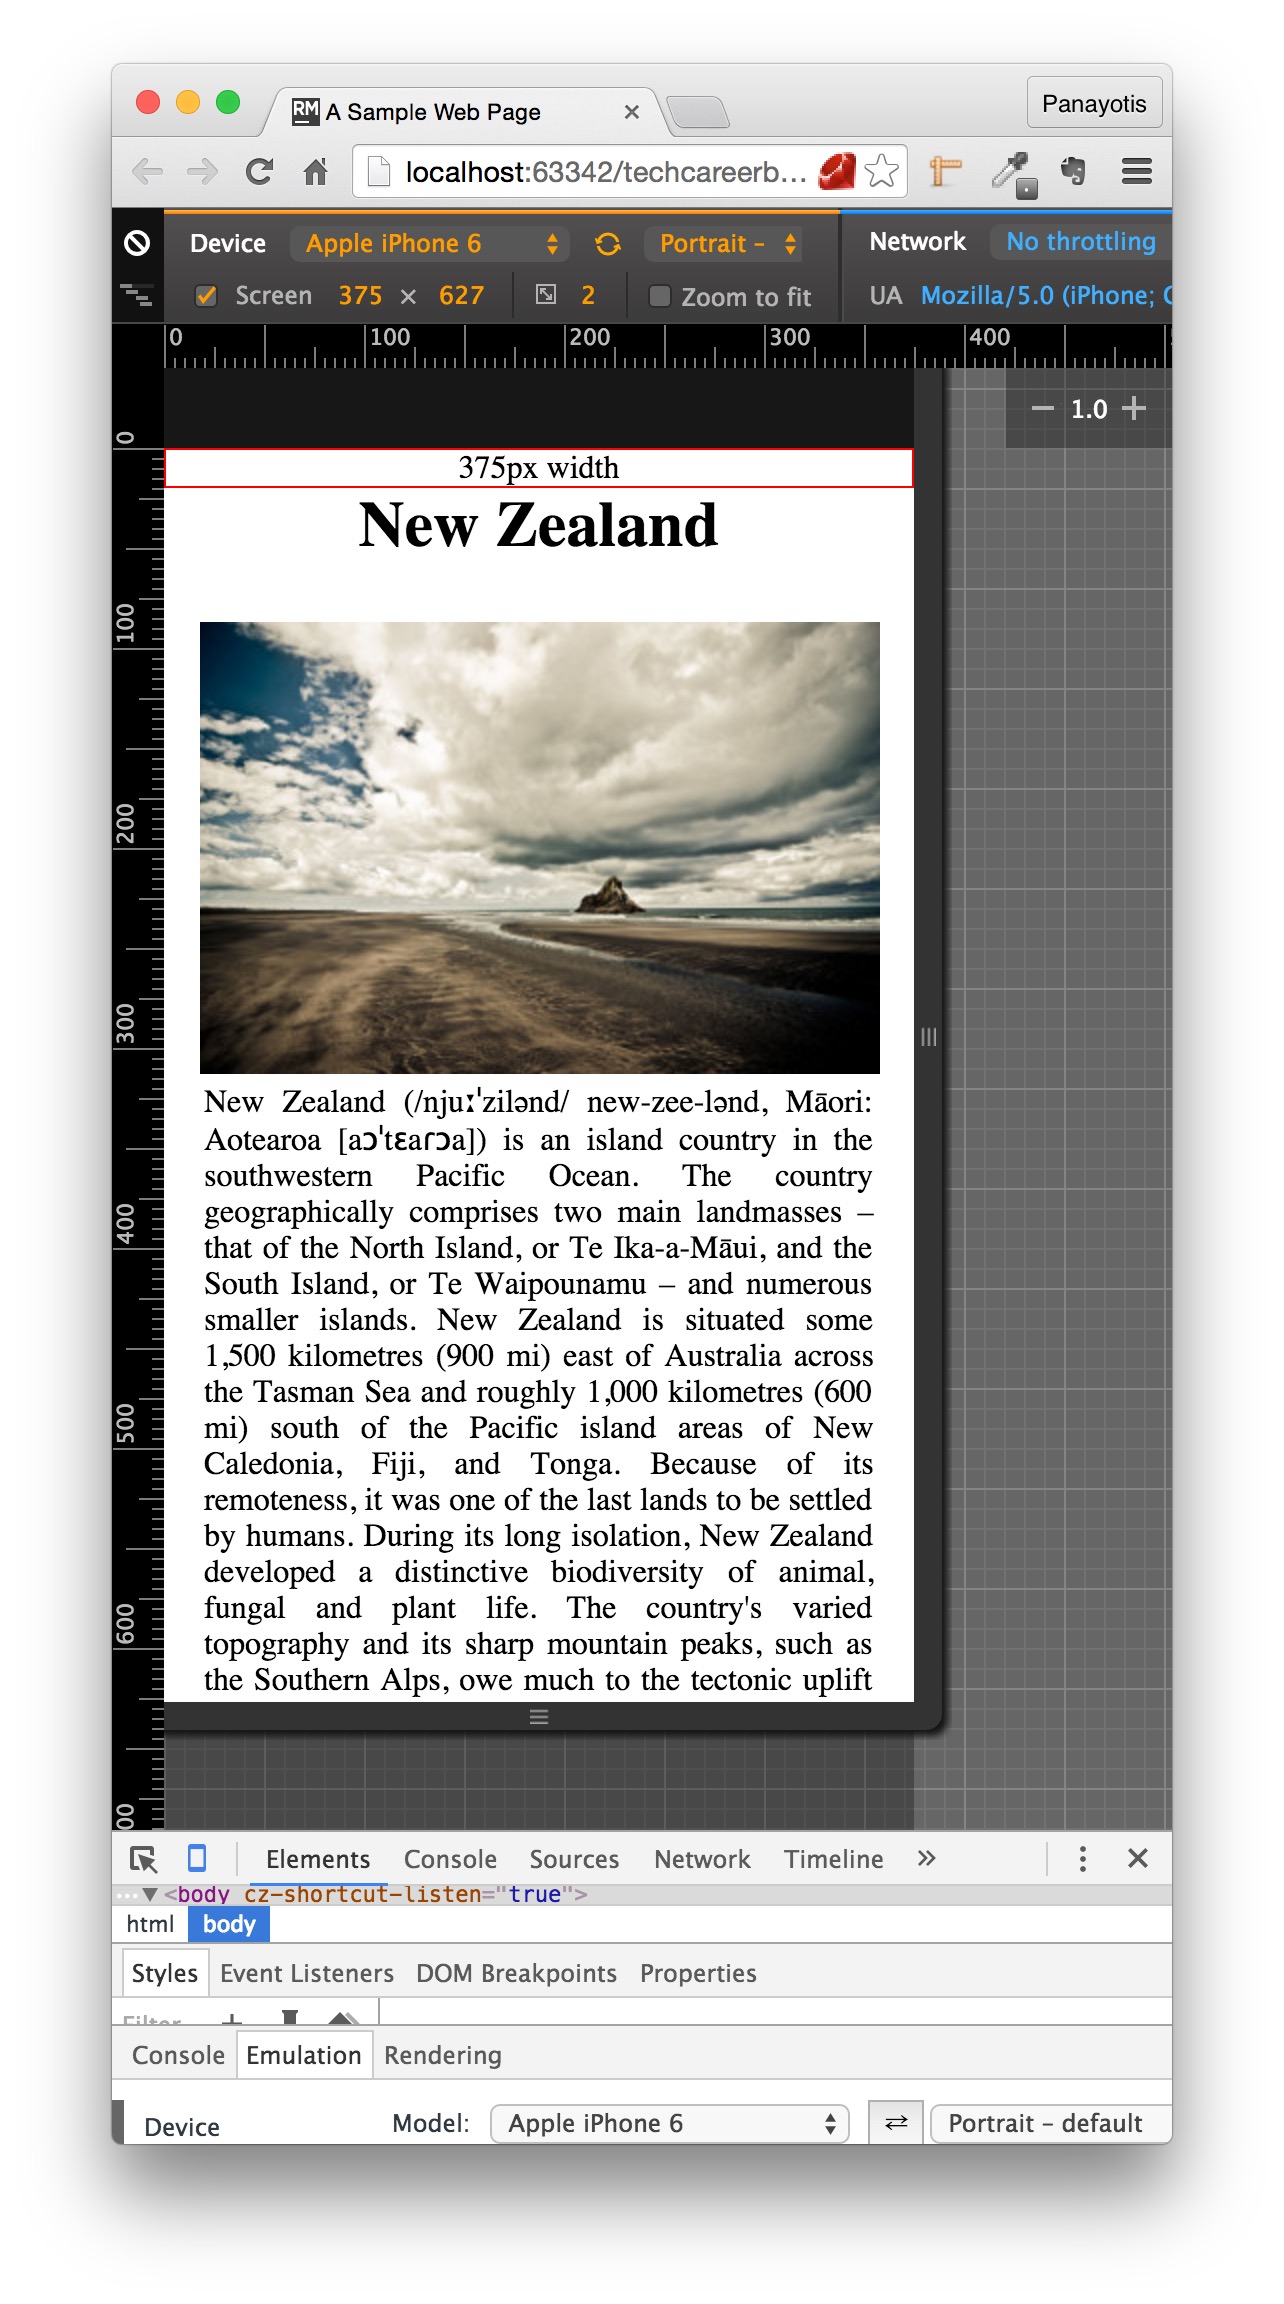 RM A Sample Web Page
Panayotis
localhost:63342/techcareerb...
Device Apple iPhone 6 Portrait - Network No throttling
Screen 375 × 627 2 Zoom to fit UA Mozilla/5.0 (iPhone;
0 100 200 300 400
1.0
0
100
200
300
400
500
600
00
375px width
New Zealand
New Zealand (/njuːˈzilənd/ new-zee-lənd, Māori:
Aotearoa [aɔˈtɛaɾɔa]) is an island country in the
southwestern Pacific Ocean. The country
geographically comprises two main landmasses –
that of the North Island, or Te Ika-a-Māui, and the
South Island, or Te Waipounamu – and numerous
smaller islands. New Zealand is situated some
1,500 kilometres (900 mi) east of Australia across
the Tasman Sea and roughly 1,000 kilometres (600
mi) south of the Pacific island areas of New
Caledonia, Fiji, and Tonga. Because of its
remoteness, it was one of the last lands to be settled
by humans. During its long isolation, New Zealand
developed a distinctive biodiversity of animal,
fungal and plant life. The country's varied
topography and its sharp mountain peaks, such as
the Southern Alps, owe much to the tectonic uplift
Elements Console Sources Network Timeline »
...▼<body cz-shortcut-listen="true">
html body
Styles Event Listeners DOM Breakpoints Properties
Filter
Console Emulation Rendering
Device Model: Apple iPhone 6 Portrait - default